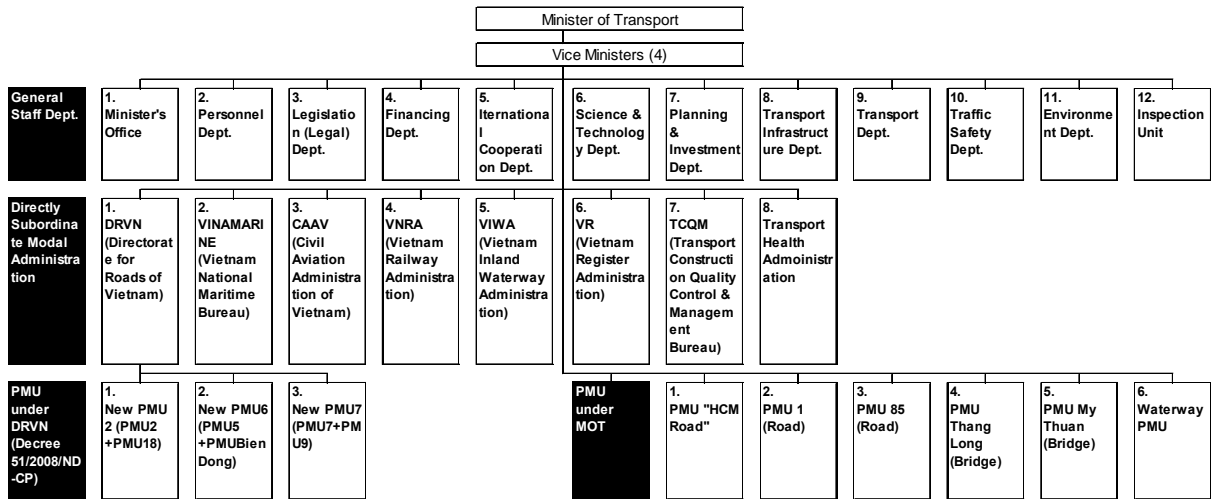 Minister of Transport
Vice Ministers (4)
General
Staff Dept.
1.
Minister's
Office
2.
Personnel
Dept.
3.
Legislatio
n (Legal)
Dept.
4.
Financing
Dept.
5.
Iternationa
l
Cooperati
on Dept.
6.
Science &
Technolog
y Dept.
7.
Planning
&
Investment
Dept.
8.
Transport
Infrastruct
ure Dept.
9.
Transport
Dept.
10.
Traffic
Safety
Dept.
11.
Environme
nt Dept.
12.
Inspection
Unit
Directly
Subordina
te Modal
Administra
tion
1.
DRVN
(Directorat
e for
Roads of
Vietnam)
2.
VINAMARI
NE
(Vietnam
National
Maritime
Bureau)
3.
CAAV
(Civil
Aviation
Administr
ation of
Vietnam)
4.
VNRA
(Vietnam
Railway
Administra
tion)
5.
VIWA
(Vietnam
Inland
Waterway
Administra
tion)
6.
VR
(Vietnam
Register
Administra
tion)
7.
TCQM
(Transport
Constructi
on Quality
Control &
Managem
ent
Bureau)
8.
Transport
Health
Admoinistr
ation
PMU
under
DRVN
(Decree
51/2008/ND
-CP)
1.
New PMU
2 (PMU2
+PMU18)
2.
New PMU6
(PMU5
+PMUBien
Dong)
3.
New PMU7
(PMU7+PM
U9)
PMU
under
MOT
1.
PMU "HCM
Road"
2.
PMU 1
(Road)
3.
PMU 85
(Road)
4.
PMU
Thang
Long
(Bridge)
5.
PMU My
Thuan
(Bridge)
6.
Waterway
PMU